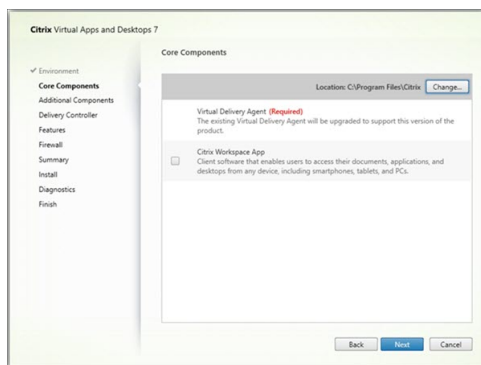 Citrix Virtual Apps and Desktops 7
Core Components
Environment
Core Components
Additional Components
Delivery Controller
Features
Firewall
Summary
Install
Diagnostics
Finish
Location: C:\Program Files\Citrix
Change...
Virtual Delivery Agent (Required)
The existing Virtual Delivery Agent will be upgraded to support this version of the
product.
Citrix Workspace App
Client software that enables users to access their documents, applications, and
desktops from any device, including smartphones, tablets, and PCs.
Back
Next
Cancel